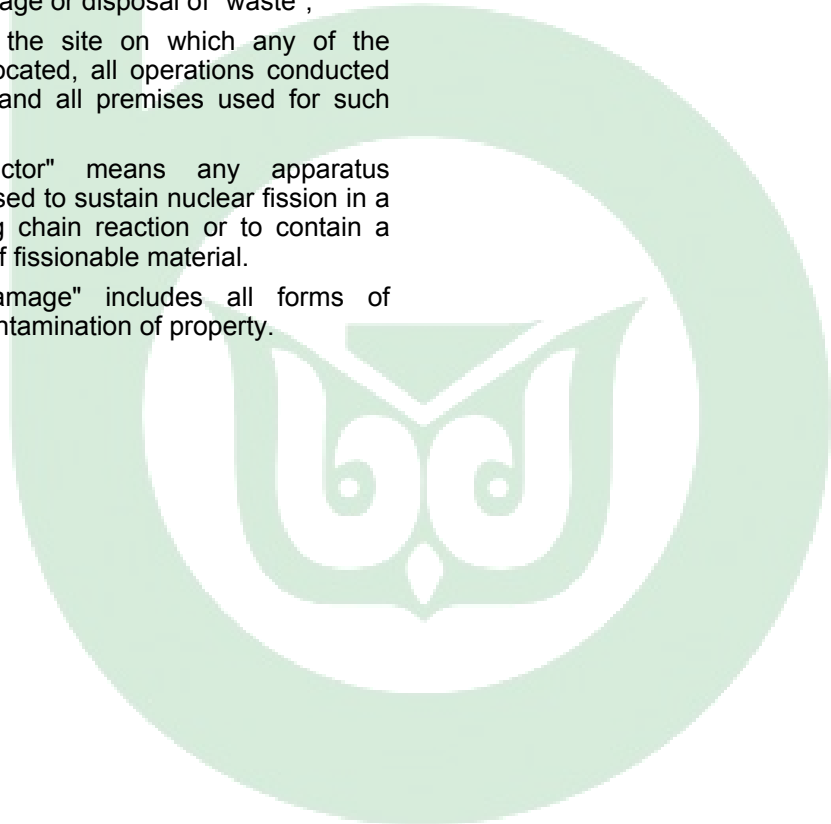 age or disposal of "waste";
the site on which any of the
ocated, all operations conducted
and all premises used for such
ctor" means any apparatus
sed to sustain nuclear fission in a
g chain reaction or to contain a
f fissionable material.
amage" includes all forms of
ntamination of property.